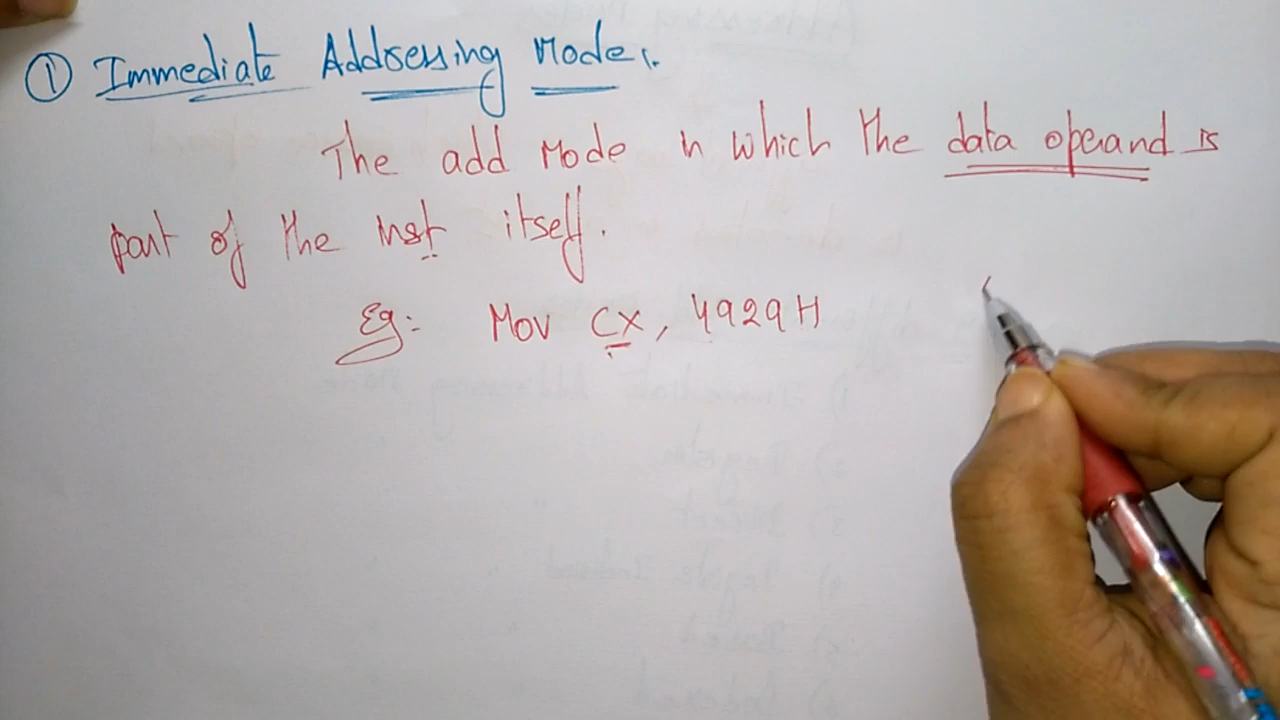 ① Immediate Addressing Mode:.
The add Mode in which the data operand is
part of the inst itself.
Eg:- Mov CX, 4929H